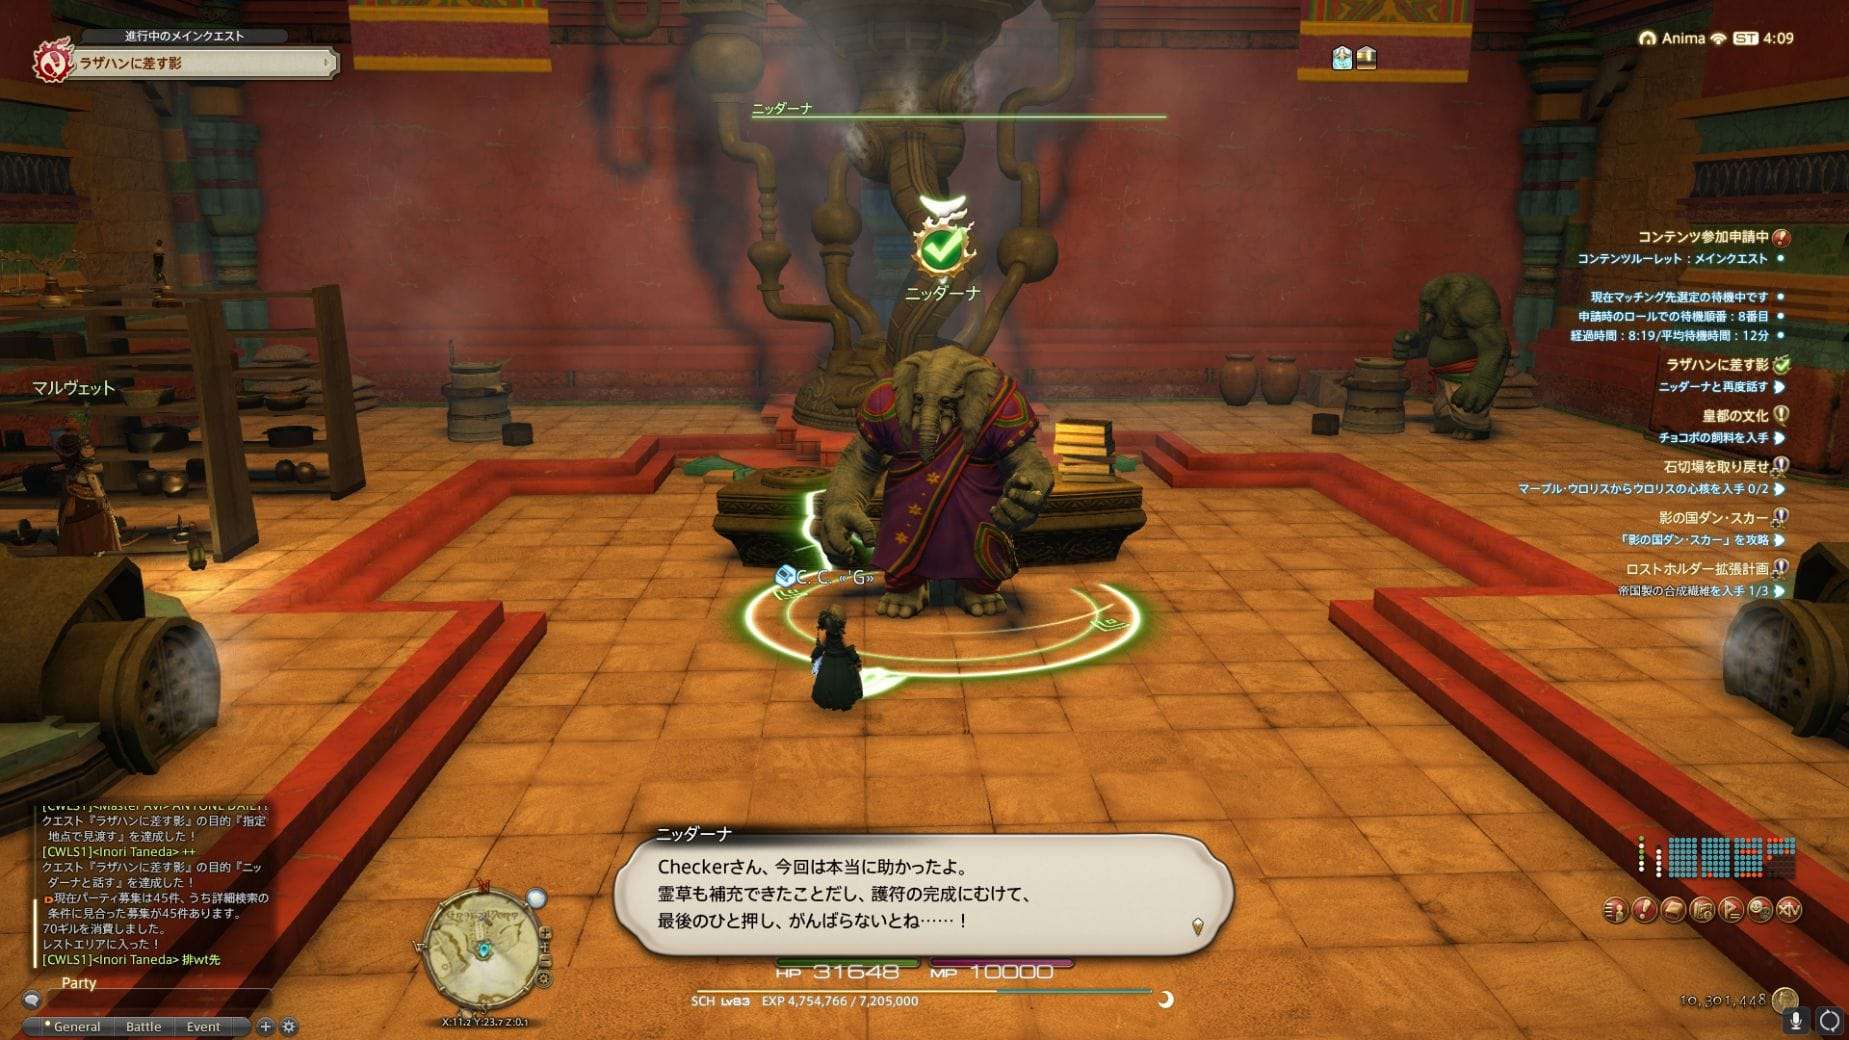 進行中のメインクエスト
ラザハンに差す影
Anima ST 4:09
ニッダーナ
ニッダーナ
マルヴェット
C. C. «'G»
コンテンツ参加申請中
コンテンツルーレット:メインクエスト
現在マッチング先選定の待機中です
申請時のロールでの待機順番:8番目
経過時間:8:19/平均待機時間:12分
ラザハンに差す影
ニッダーナと再度話す
皇都の文化
チョコボの飼料を入手
石切場を取り戻せ
マーブル・ウロリスからウロリスの心核を入手 0/2
影の国ダン・スカー
『影の国ダン・スカー』を攻略
ロストホルダー拡張計画
帝国製の合成繊維を入手 1/3
[CWLS1]<Master Avi> ANYONE DAILY?
クエスト『ラザハンに差す影』の目的『指定
地点で見渡す』を達成した！
[CWLS1]<Inori Taneda> ++
クエスト『ラザハンに差す影』の目的『ニッ
ダーナと話す』を達成した！
現在パーティ募集は45件、うち詳細検索の
条件に見合った募集が45件あります。
70ギルを消費しました。
レストエリアに入った！
[CWLS1]<Inori Taneda> 排wt先
Party
General Battle Event
X:11.2 Y:23.7 Z:0.1
ニッダーナ
Checkerさん、今回は本当に助かったよ。
霊草も補充できたことだし、護符の完成にむけて、
最後のひと押し、がんばらないとね……！
HP 31648 MP 10000
SCH Lv83 EXP 4,754,766 / 7,205,000
10,301,448